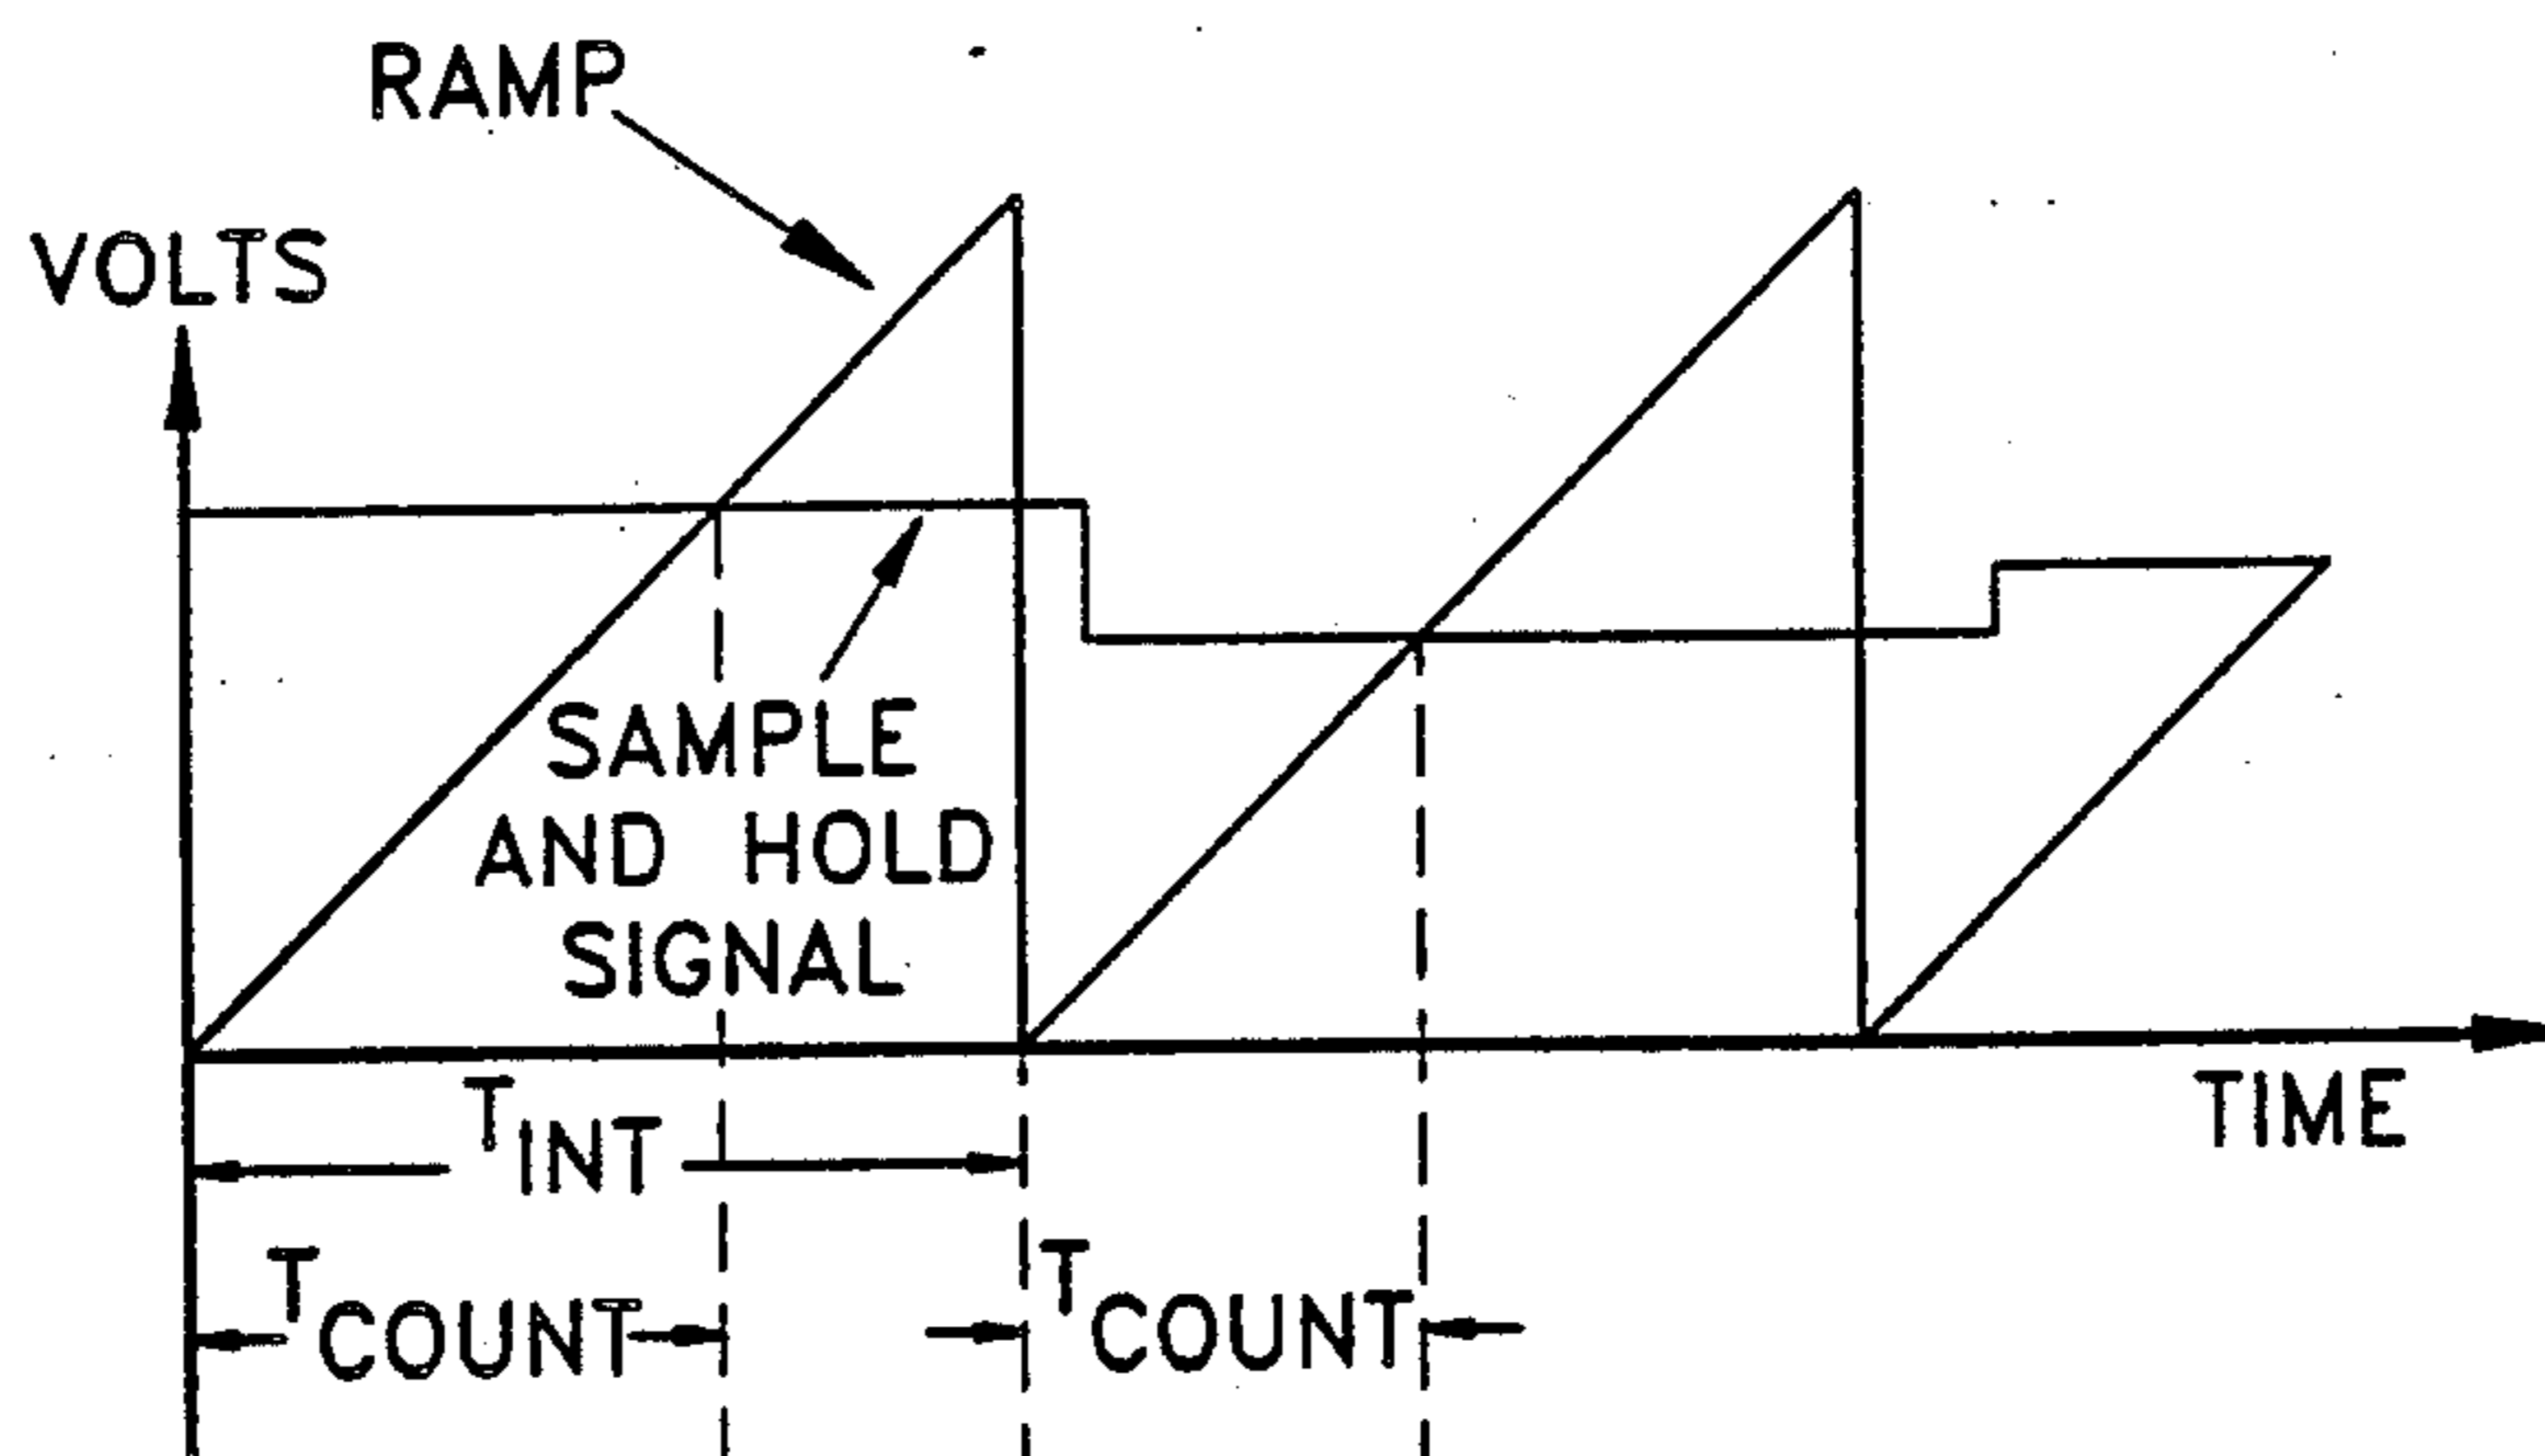 RAMP
VOLTS
SAMPLE
AND HOLD
SIGNAL
TIME
TINT
TCOUNT
TCOUNT